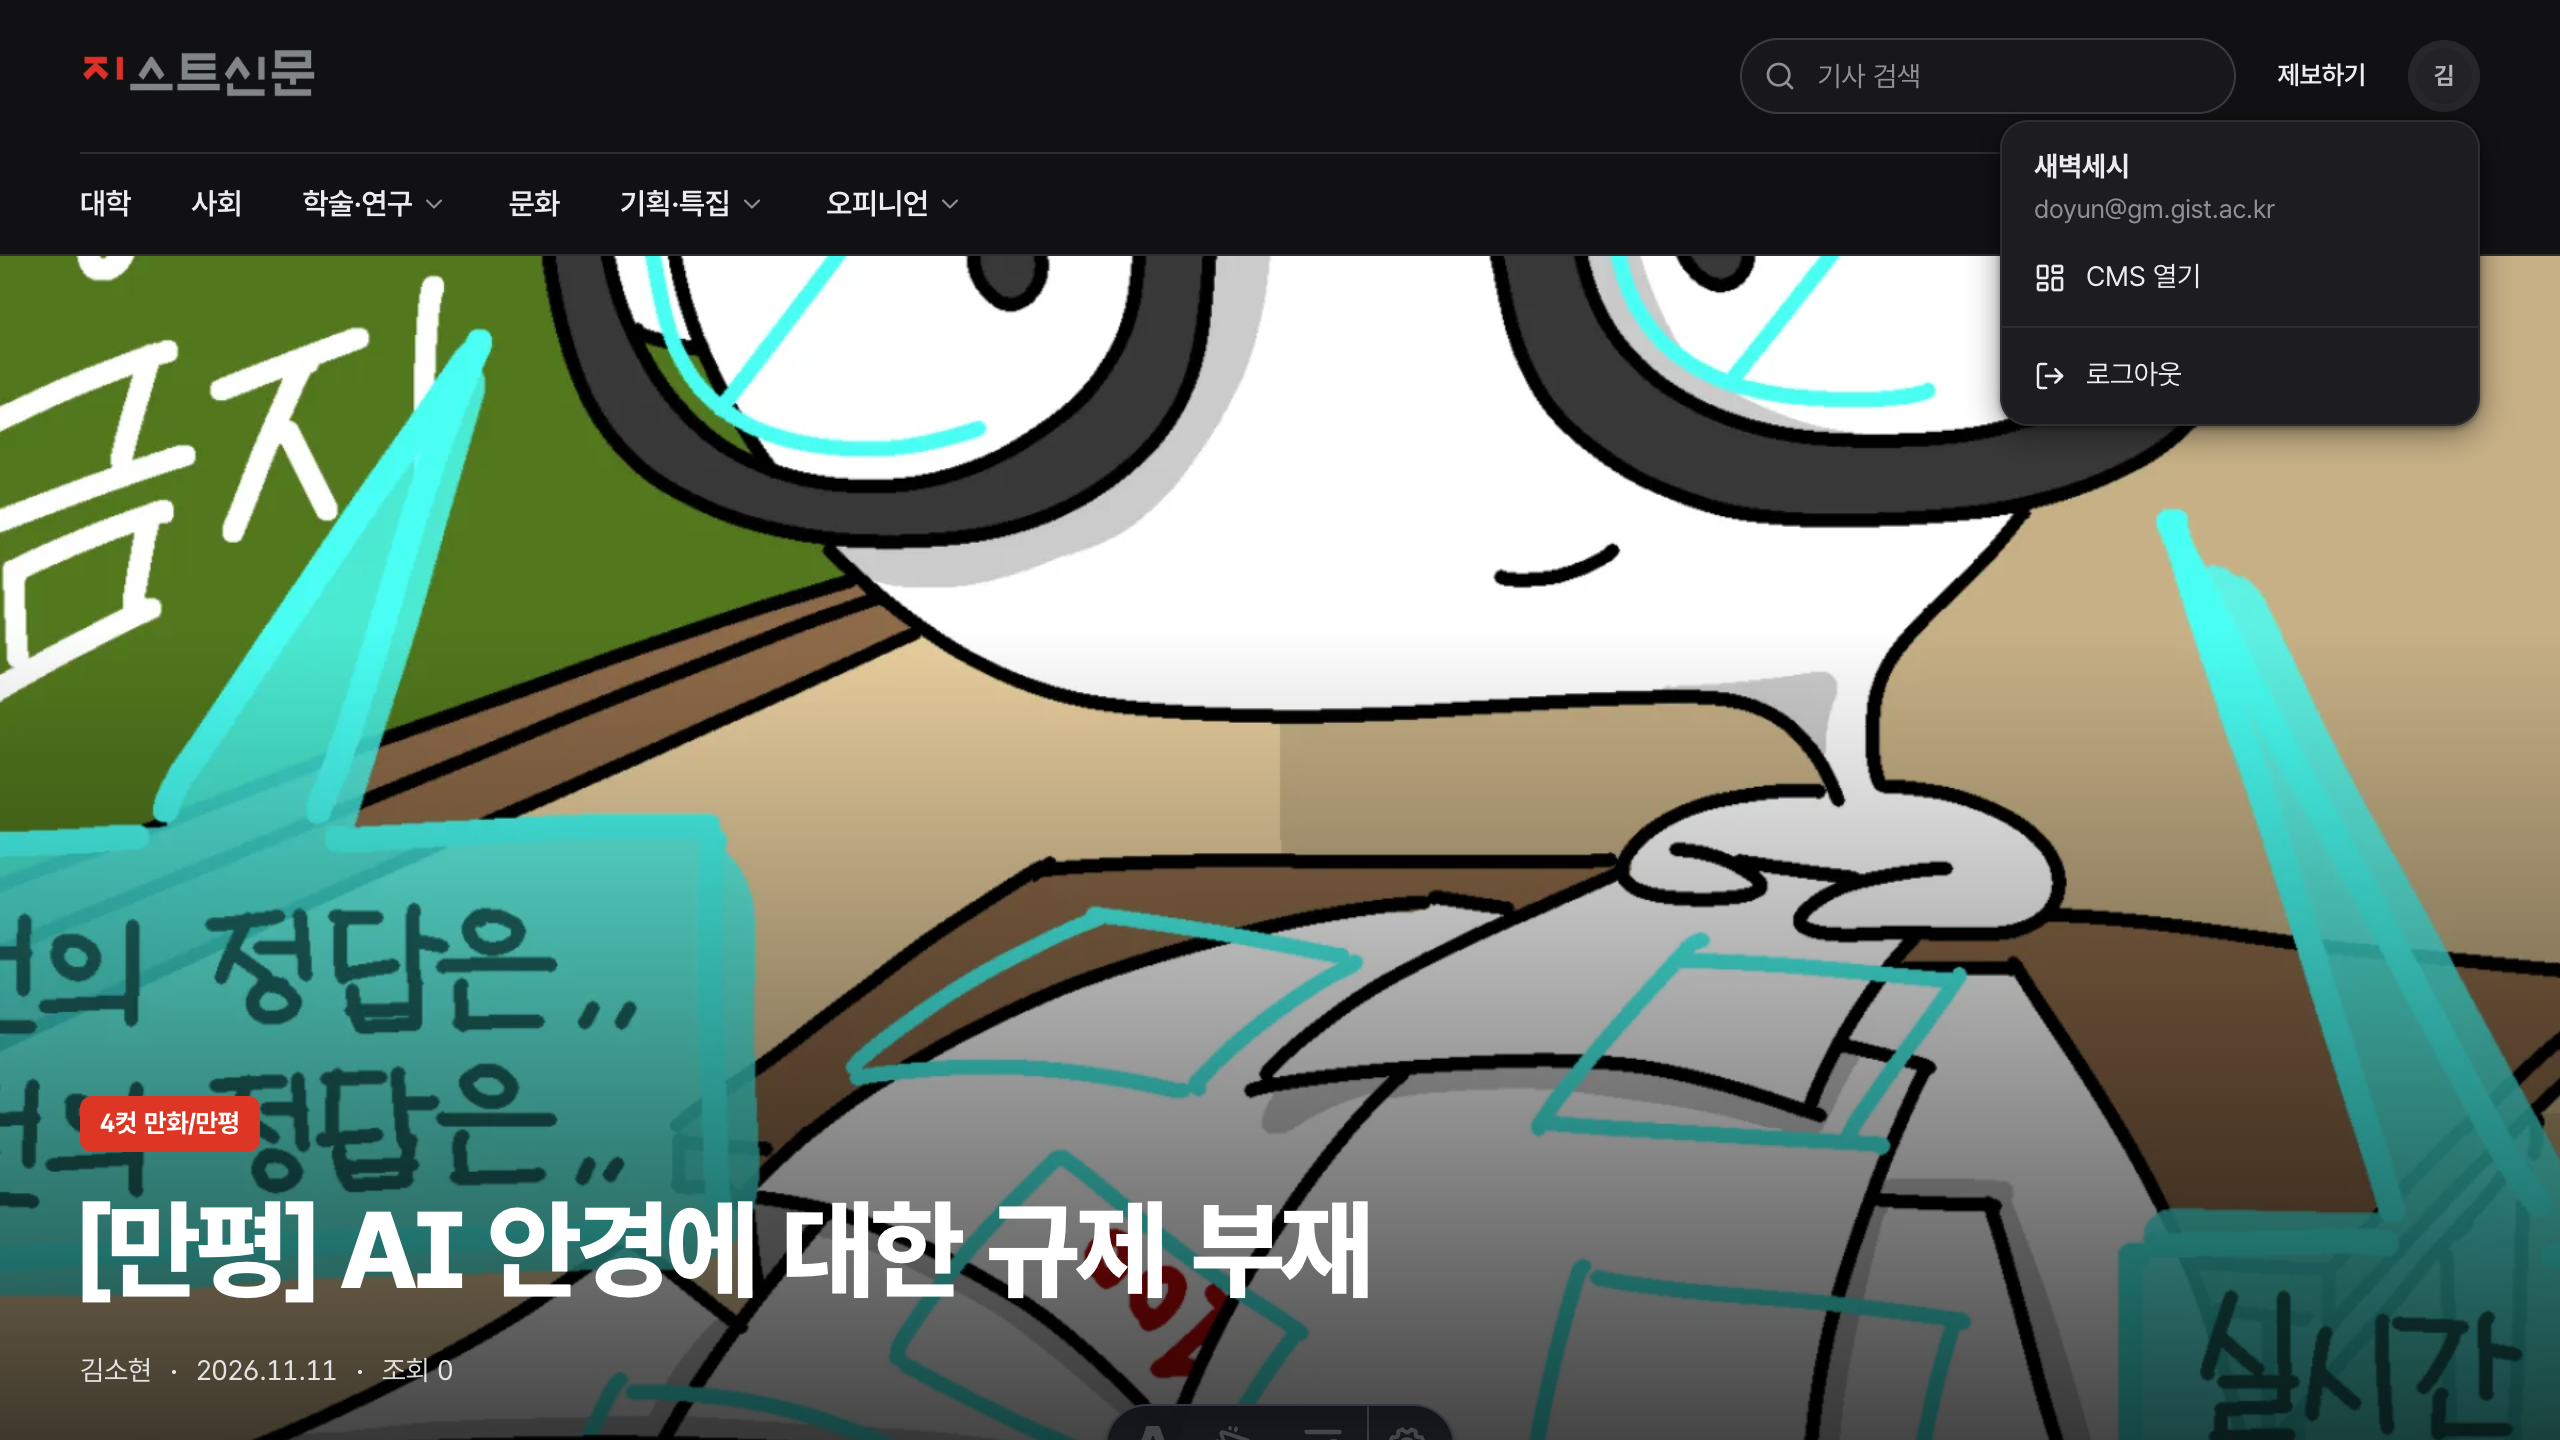 지스트신문
기사 검색
제보하기
김
새벽세시
doyun@gm.gist.ac.kr
CMS 열기
로그아웃
대학
사회
학술·연구
문화
기획·특집
오피니언
금지
의 정답은,,
의 정답은,,
4컷 만화/만평
[만평] AI 안경에 대한 규제 부재
김소현 · 2026.11.11 · 조회 0
실시간